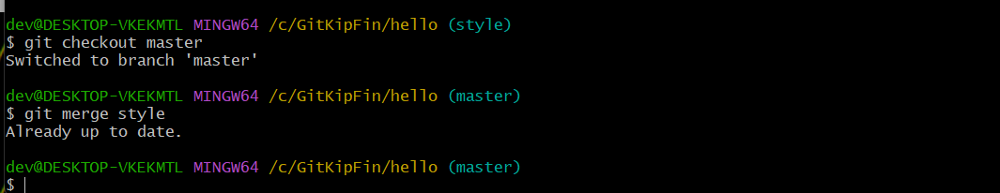 dev@DESKTOP-VKEKMTL MINGW64 /c/GitKipFin/hello (style)
$ git checkout master
Switched to branch 'master'
dev@DESKTOP-VKEKMTL MINGW64 /c/GitKipFin/hello (master)
$ git merge style
Already up to date.
dev@DESKTOP-VKEKMTL MINGW64 /c/GitKipFin/hello (master)
$